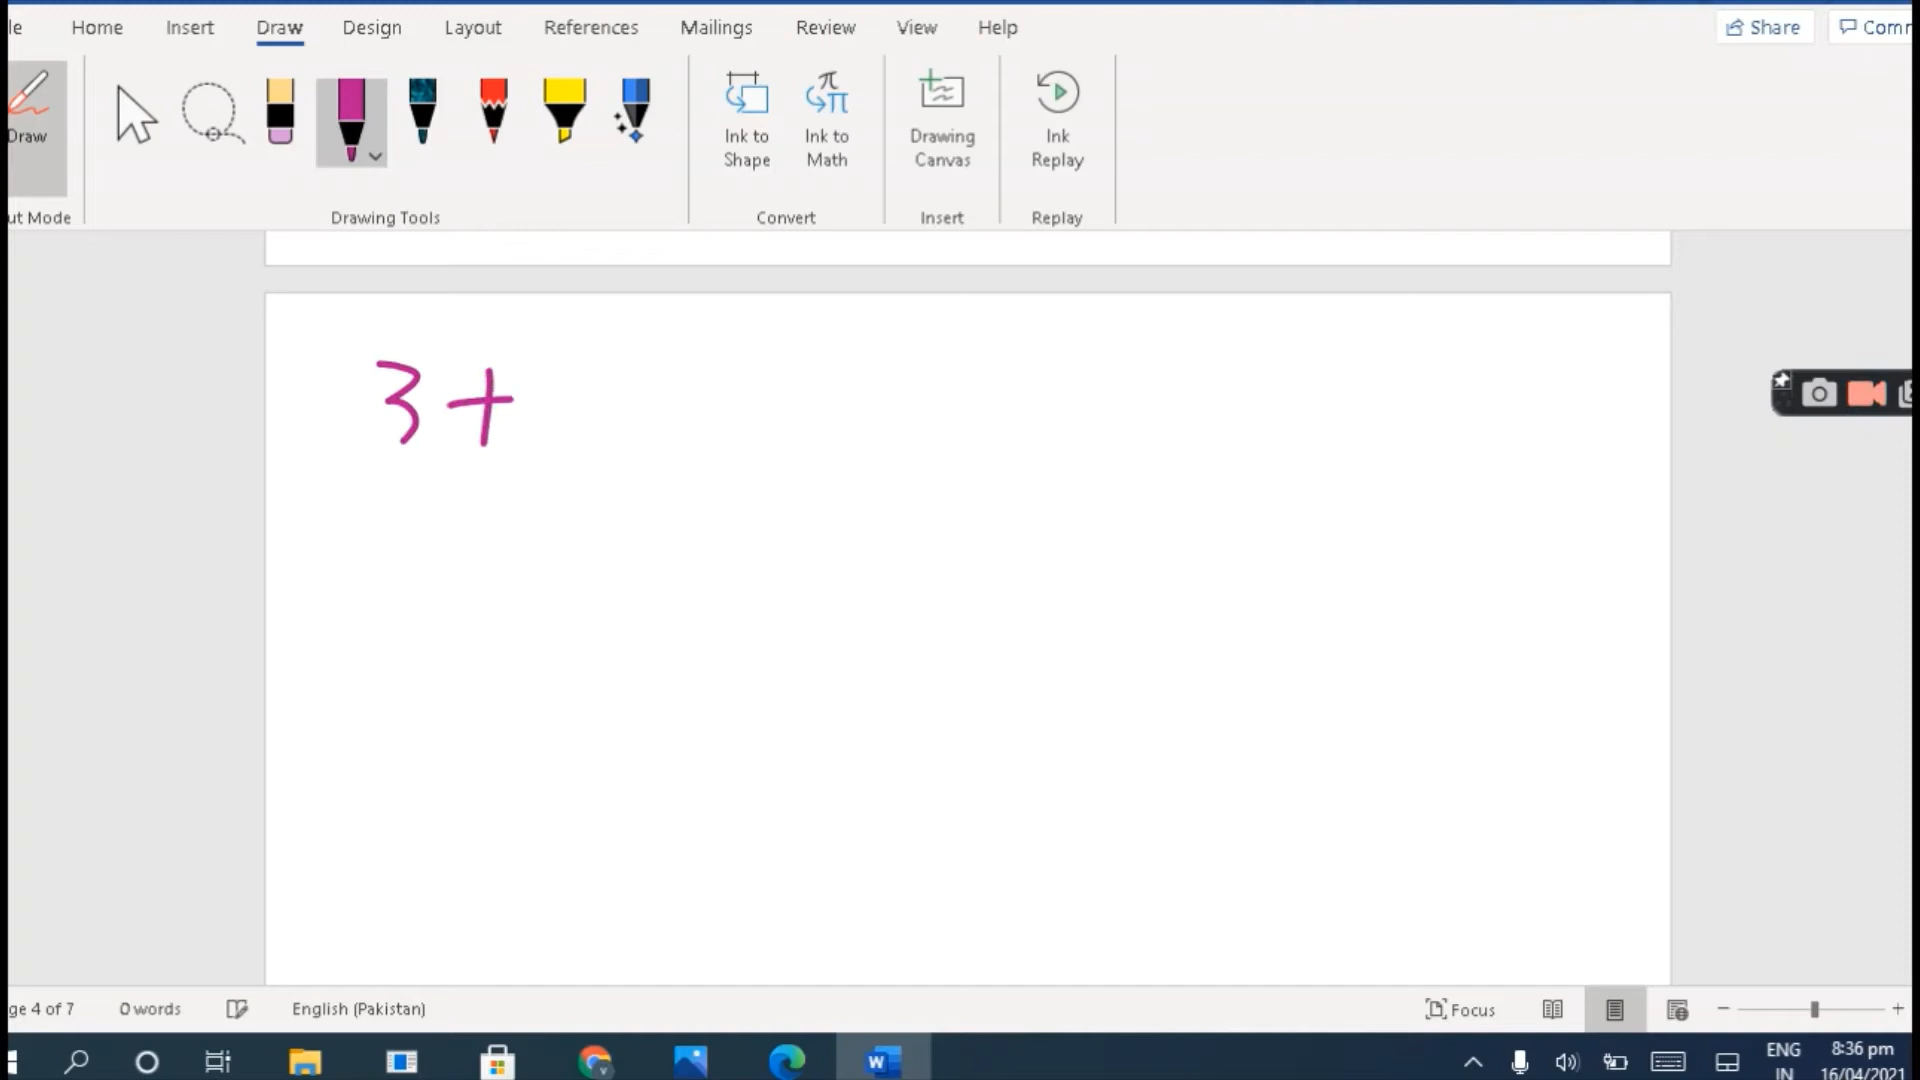 le Home Insert Draw Design Layout References Mailings Review View Help Share Comm
Draw
Ink to Shape
Ink to Math
Drawing Canvas
Ink Replay
ut Mode Drawing Tools Convert Insert Replay
3 +
ge 4 of 7 0 words English (Pakistan) Focus
ENG 8:36 pm
IN 16/04/2021